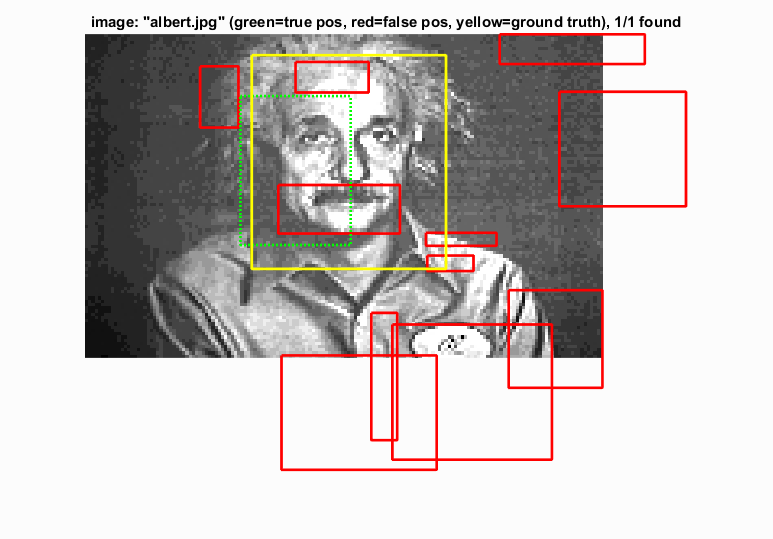 image: "albert.jpg" (green=true pos, red=false pos, yellow=ground truth), 1/1 found